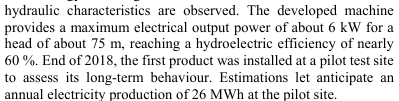 hydraulic characteristics are observed. The developed machine
provides a maximum electrical output power of about 6 kW for a
head of about 75 m, reaching a hydroelectric efficiency of nearly
60 %. End of 2018, the first product was installed at a pilot test site
to assess its long-term behaviour. Estimations let anticipate an
annual electricity production of 26 MWh at the pilot site.